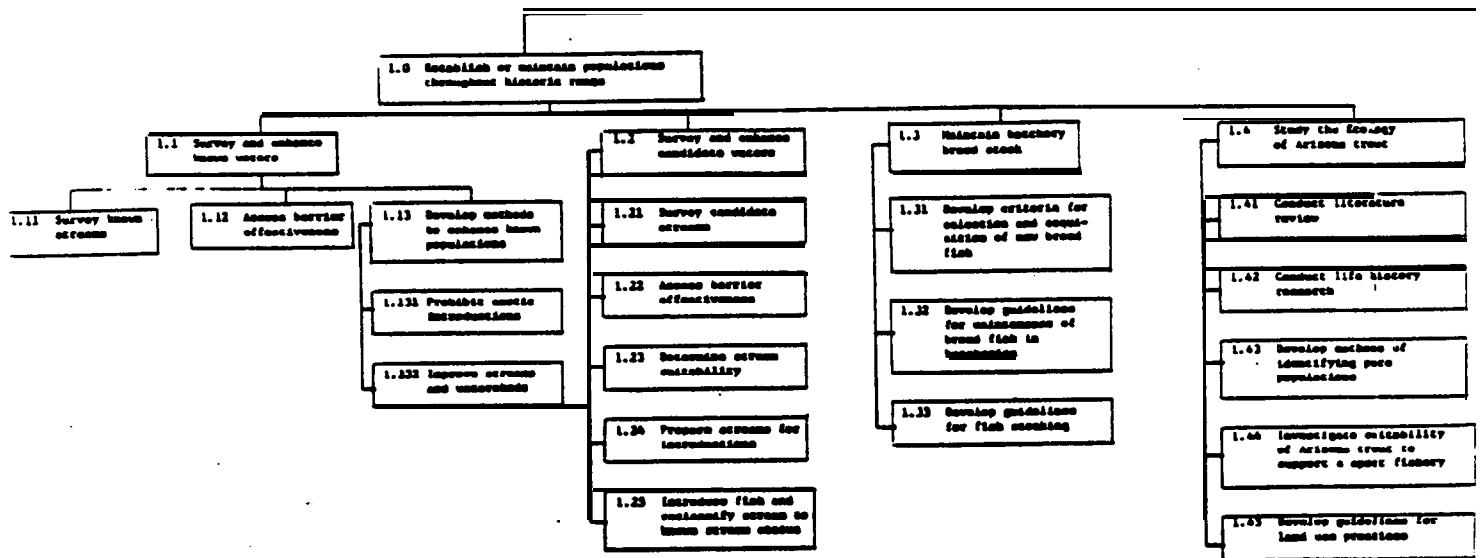 1.0 Establish or maintain populations
throughout historic range
1.1 Survey and enhance
known waters
1.2 Survey and enhance
candidate waters
1.3 Maintain hatchery
brood stock
1.4 Study the Ecology
of Arizona trout
1.11 Survey known
streams
1.12 Assess barrier
effectiveness
1.13 Develop methods
to enhance known
populations
1.131 Prohibit exotic
introductions
1.132 Improve streams
and watersheds
1.21 Survey candidate
streams
1.22 Assess barrier
effectiveness
1.23 Determine stream
suitability
1.24 Prepare streams for
introductions
1.25 Introduce fish and
reclassify stream to
known stream status
1.31 Develop criteria for
selection and acqui-
sition of new brood
fish
1.32 Develop guidelines
for maintenance of
brood fish in
1.33 Develop guidelines
for fish stocking
1.41 Conduct literature
review
1.42 Conduct life history
research
1.43 Develop methods of
identifying pure
populations
1.44 Investigate suitability
of Arizona trout to
support a sport fishery
1.45 Develop guidelines for
land use practices